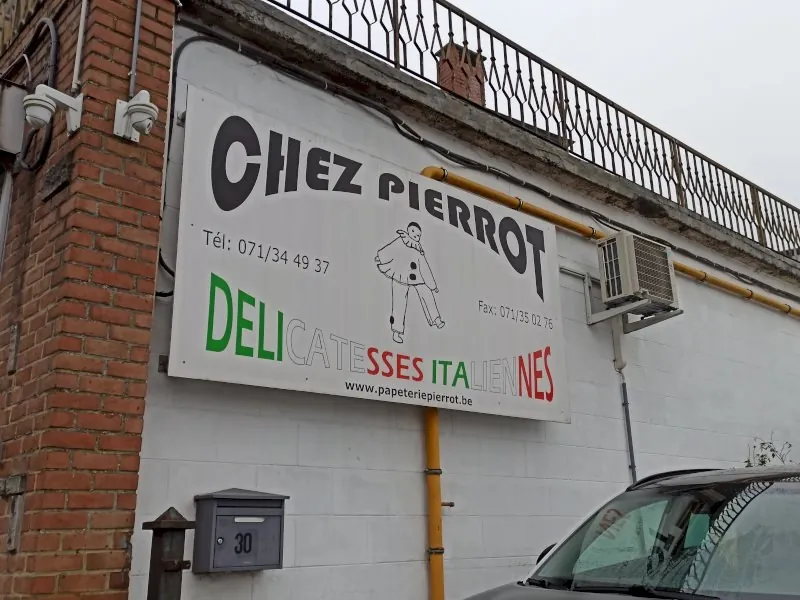 CHEZ PIERROT
Tél: 071/34 49 37
Fax: 071/35 02 76
DELICATESSES ITALIENNES
www.papeteriepierrot.be
30